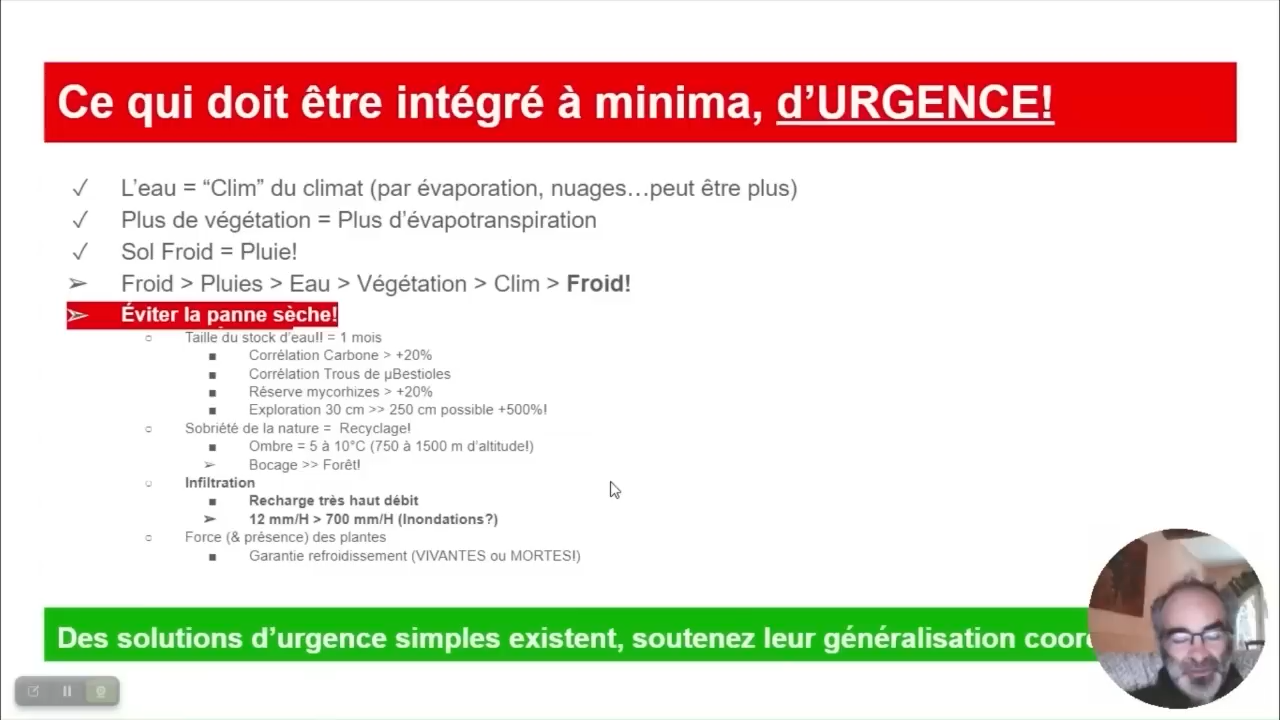 Ce qui doit être intégré à minima, d’URGENCE!
✓ L’eau = “Clim” du climat (par évaporation, nuages…peut être plus)
✓ Plus de végétation = Plus d’évapotranspiration
✓ Sol Froid = Pluie!
➢ Froid > Pluies > Eau > Végétation > Clim > Froid!
➢ Éviter la panne sèche!
○ Taille du stock d’eau!! = 1 mois
■ Corrélation Carbone > +20%
■ Corrélation Trous de µBestioles
■ Réserve mycorhizes > +20%
■ Exploration 30 cm >> 250 cm possible +500%!
○ Sobriété de la nature = Recyclage!
■ Ombre = 5 à 10°C (750 à 1500 m d’altitude!)
➢ Bocage >> Forêt!
○ Infiltration
■ Recharge très haut débit
➢ 12 mm/H > 700 mm/H (Inondations?)
○ Force (& présence) des plantes
■ Garantie refroidissement (VIVANTES ou MORTES!)
Des solutions d’urgence simples existent, soutenez leur généralisation